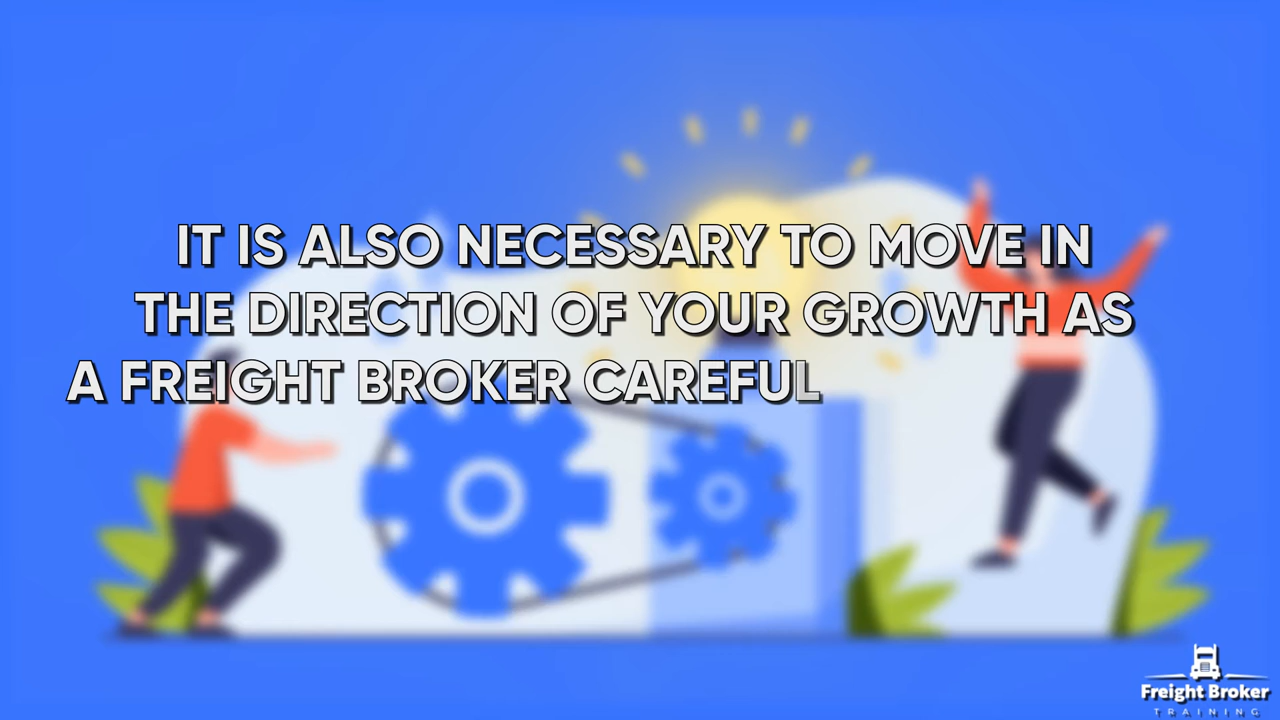 IT IS ALSO NECESSARY TO MOVE IN
THE DIRECTION OF YOUR GROWTH AS
A FREIGHT BROKER CAREFUL
Freight Broker
TRAINING